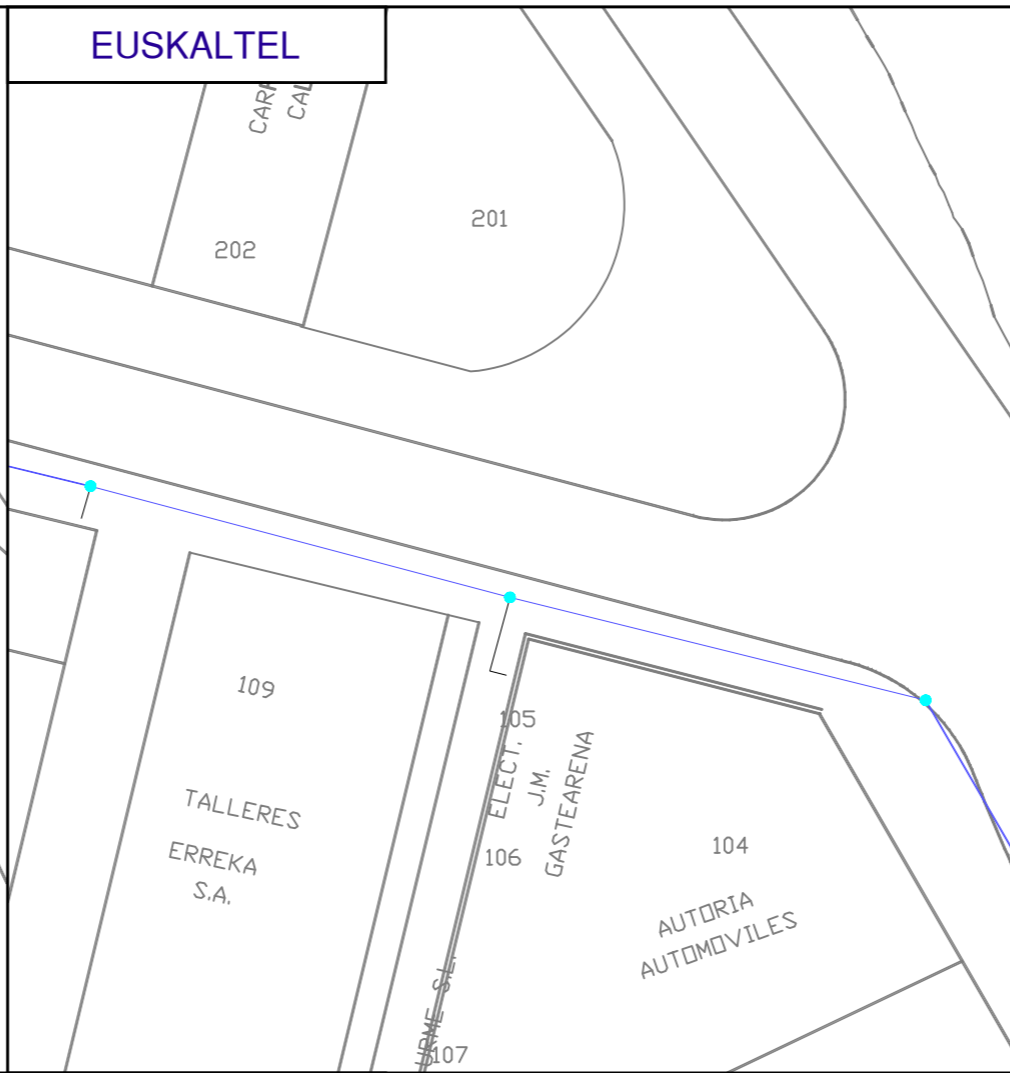 EUSKALTEL
201
202
109
TALLERES
ERREKA
S.A.
105
ELECT.
J.M.
GASTEARENA
106
104
AUTORIA
AUTOMOVILES
S.L.
107